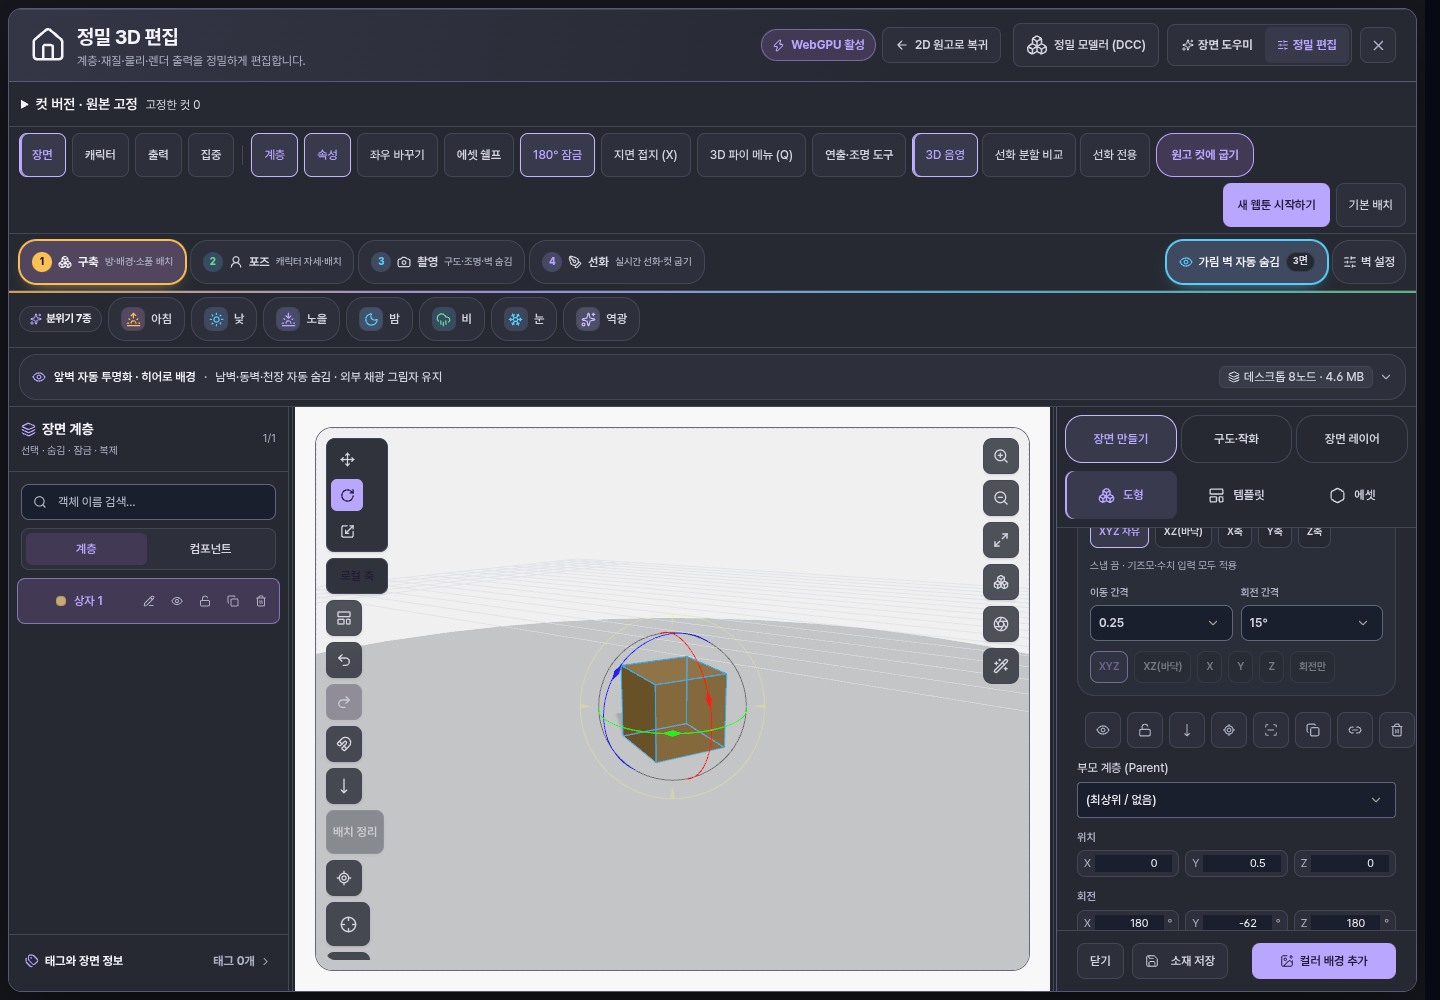 정밀 3D 편집
계층·재질·물리·렌더 출력을 정밀하게 편집합니다.
WebGPU 활성
2D 원고로 복귀
정밀 모델러 (DCC)
장면 도우미
정밀 편집
컷 버전 · 원본 고정 고정한 컷 0
장면
캐릭터
출력
집중
계층
속성
좌우 바꾸기
에셋 쉘프
180° 잠금
지면 접지 (X)
3D 파이 메뉴 (Q)
연출·조명 도구
3D 음영
선화 분할 비교
선화 전용
원고 컷에 굽기
새 웹툰 시작하기
기본 배치
1 구축 방·배경·소품 배치
2 포즈 캐릭터 자세·배치
3 촬영 구도·조명·벽 숨김
4 선화 실시간 선화·컷 굽기
가림 벽 자동 숨김 3면
벽 설정
분위기 7종
아침
낮
노을
밤
비
눈
역광
앞벽 자동 투명화 · 히어로 배경 · 남벽·동벽·천장 자동 숨김 · 외부 채광 그림자 유지
데스크톱 8노드 · 4.6 MB
장면 계층
1/1
선택 · 숨김 · 잠금 · 복제
객체 이름 검색...
계층
컴포넌트
상자 1
태그와 장면 정보
태그 0개
로컬 축
배치 정리
장면 만들기
구도·작화
장면 레이어
도형
템플릿
에셋
XYZ 자유
XZ(바닥)
X축
Y축
Z축
스냅 끔 · 기즈모·수치 입력 모두 적용
이동 간격
회전 간격
0.25
15°
XYZ
XZ(바닥)
X
Y
Z
회전만
부모 계층 (Parent)
(최상위 / 없음)
위치
X 0
Y 0.5
Z 0
회전
X 180 °
Y -62 °
Z 180 °
닫기
소재 저장
컬러 배경 추가